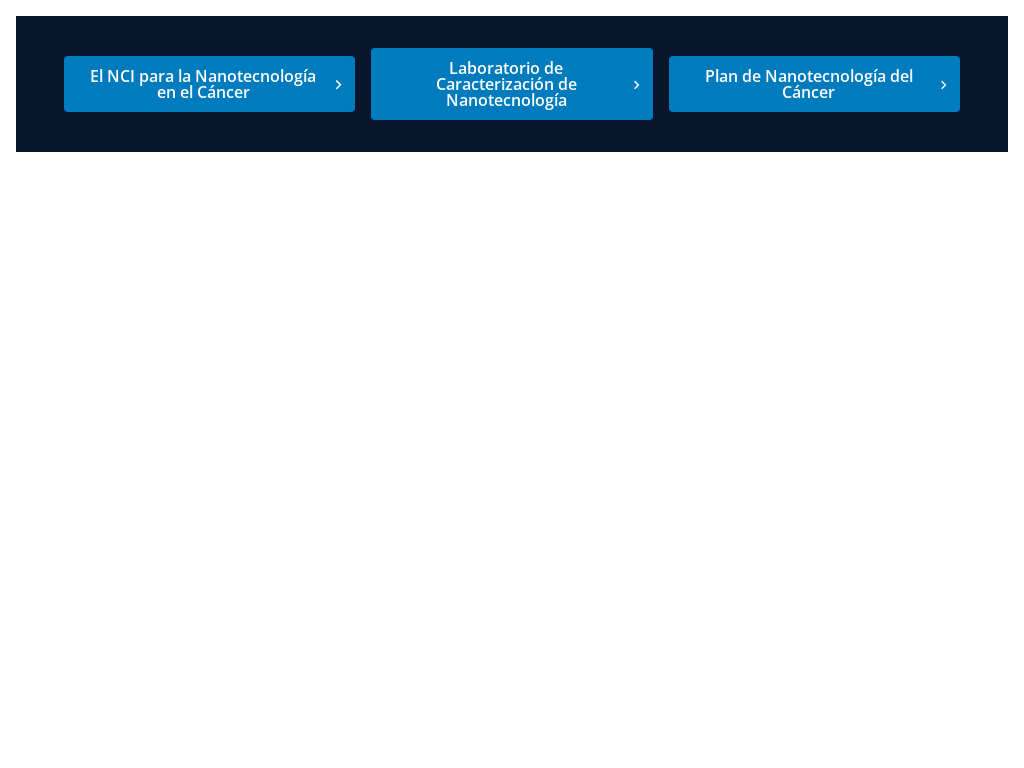 El NCI para la Nanotecnología
en el Cáncer
Laboratorio de
Caracterización de
Nanotecnología
Plan de Nanotecnología del
Cáncer